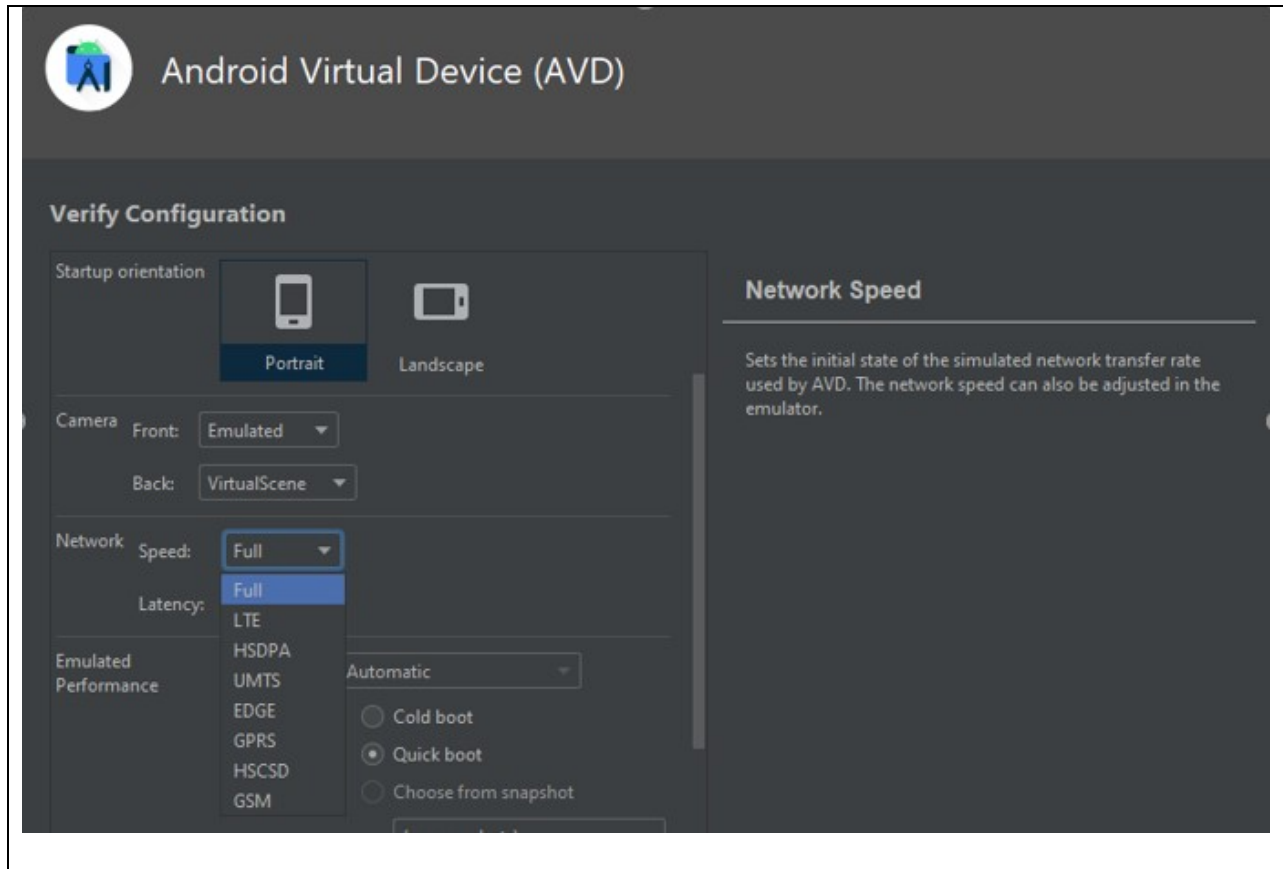 Android Virtual Device (AVD)
Verify Configuration
Startup orientation
Portrait
Landscape
Camera
Front:
Emulated
Back:
VirtualScene
Network
Speed:
Full
Latency:
Full
LTE
HSDPA
UMTS
EDGE
GPRS
HSCSD
GSM
Emulated
Performance
Automatic
Cold boot
Quick boot
Choose from snapshot
Network Speed
Sets the initial state of the simulated network transfer rate
used by AVD. The network speed can also be adjusted in the
emulator.